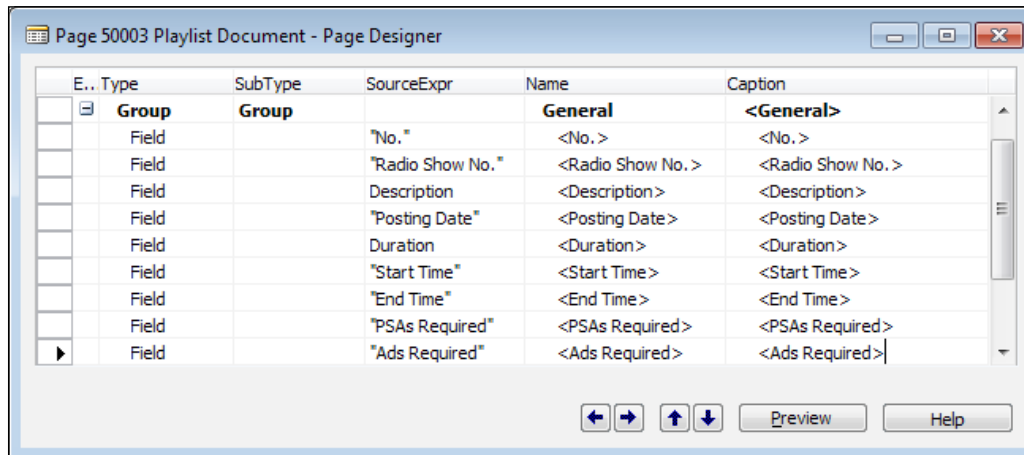 Page 50003 Playlist Document - Page Designer
E.. Type SubType SourceExpr Name Caption
Group Group General <General>
Field "No." <No.> <No.>
Field "Radio Show No." <Radio Show No.> <Radio Show No.>
Field Description <Description> <Description>
Field "Posting Date" <Posting Date> <Posting Date>
Field Duration <Duration> <Duration>
Field "Start Time" <Start Time> <Start Time>
Field "End Time" <End Time> <End Time>
Field "PSAs Required" <PSAs Required> <PSAs Required>
Field "Ads Required" <Ads Required> <Ads Required>
Preview Help